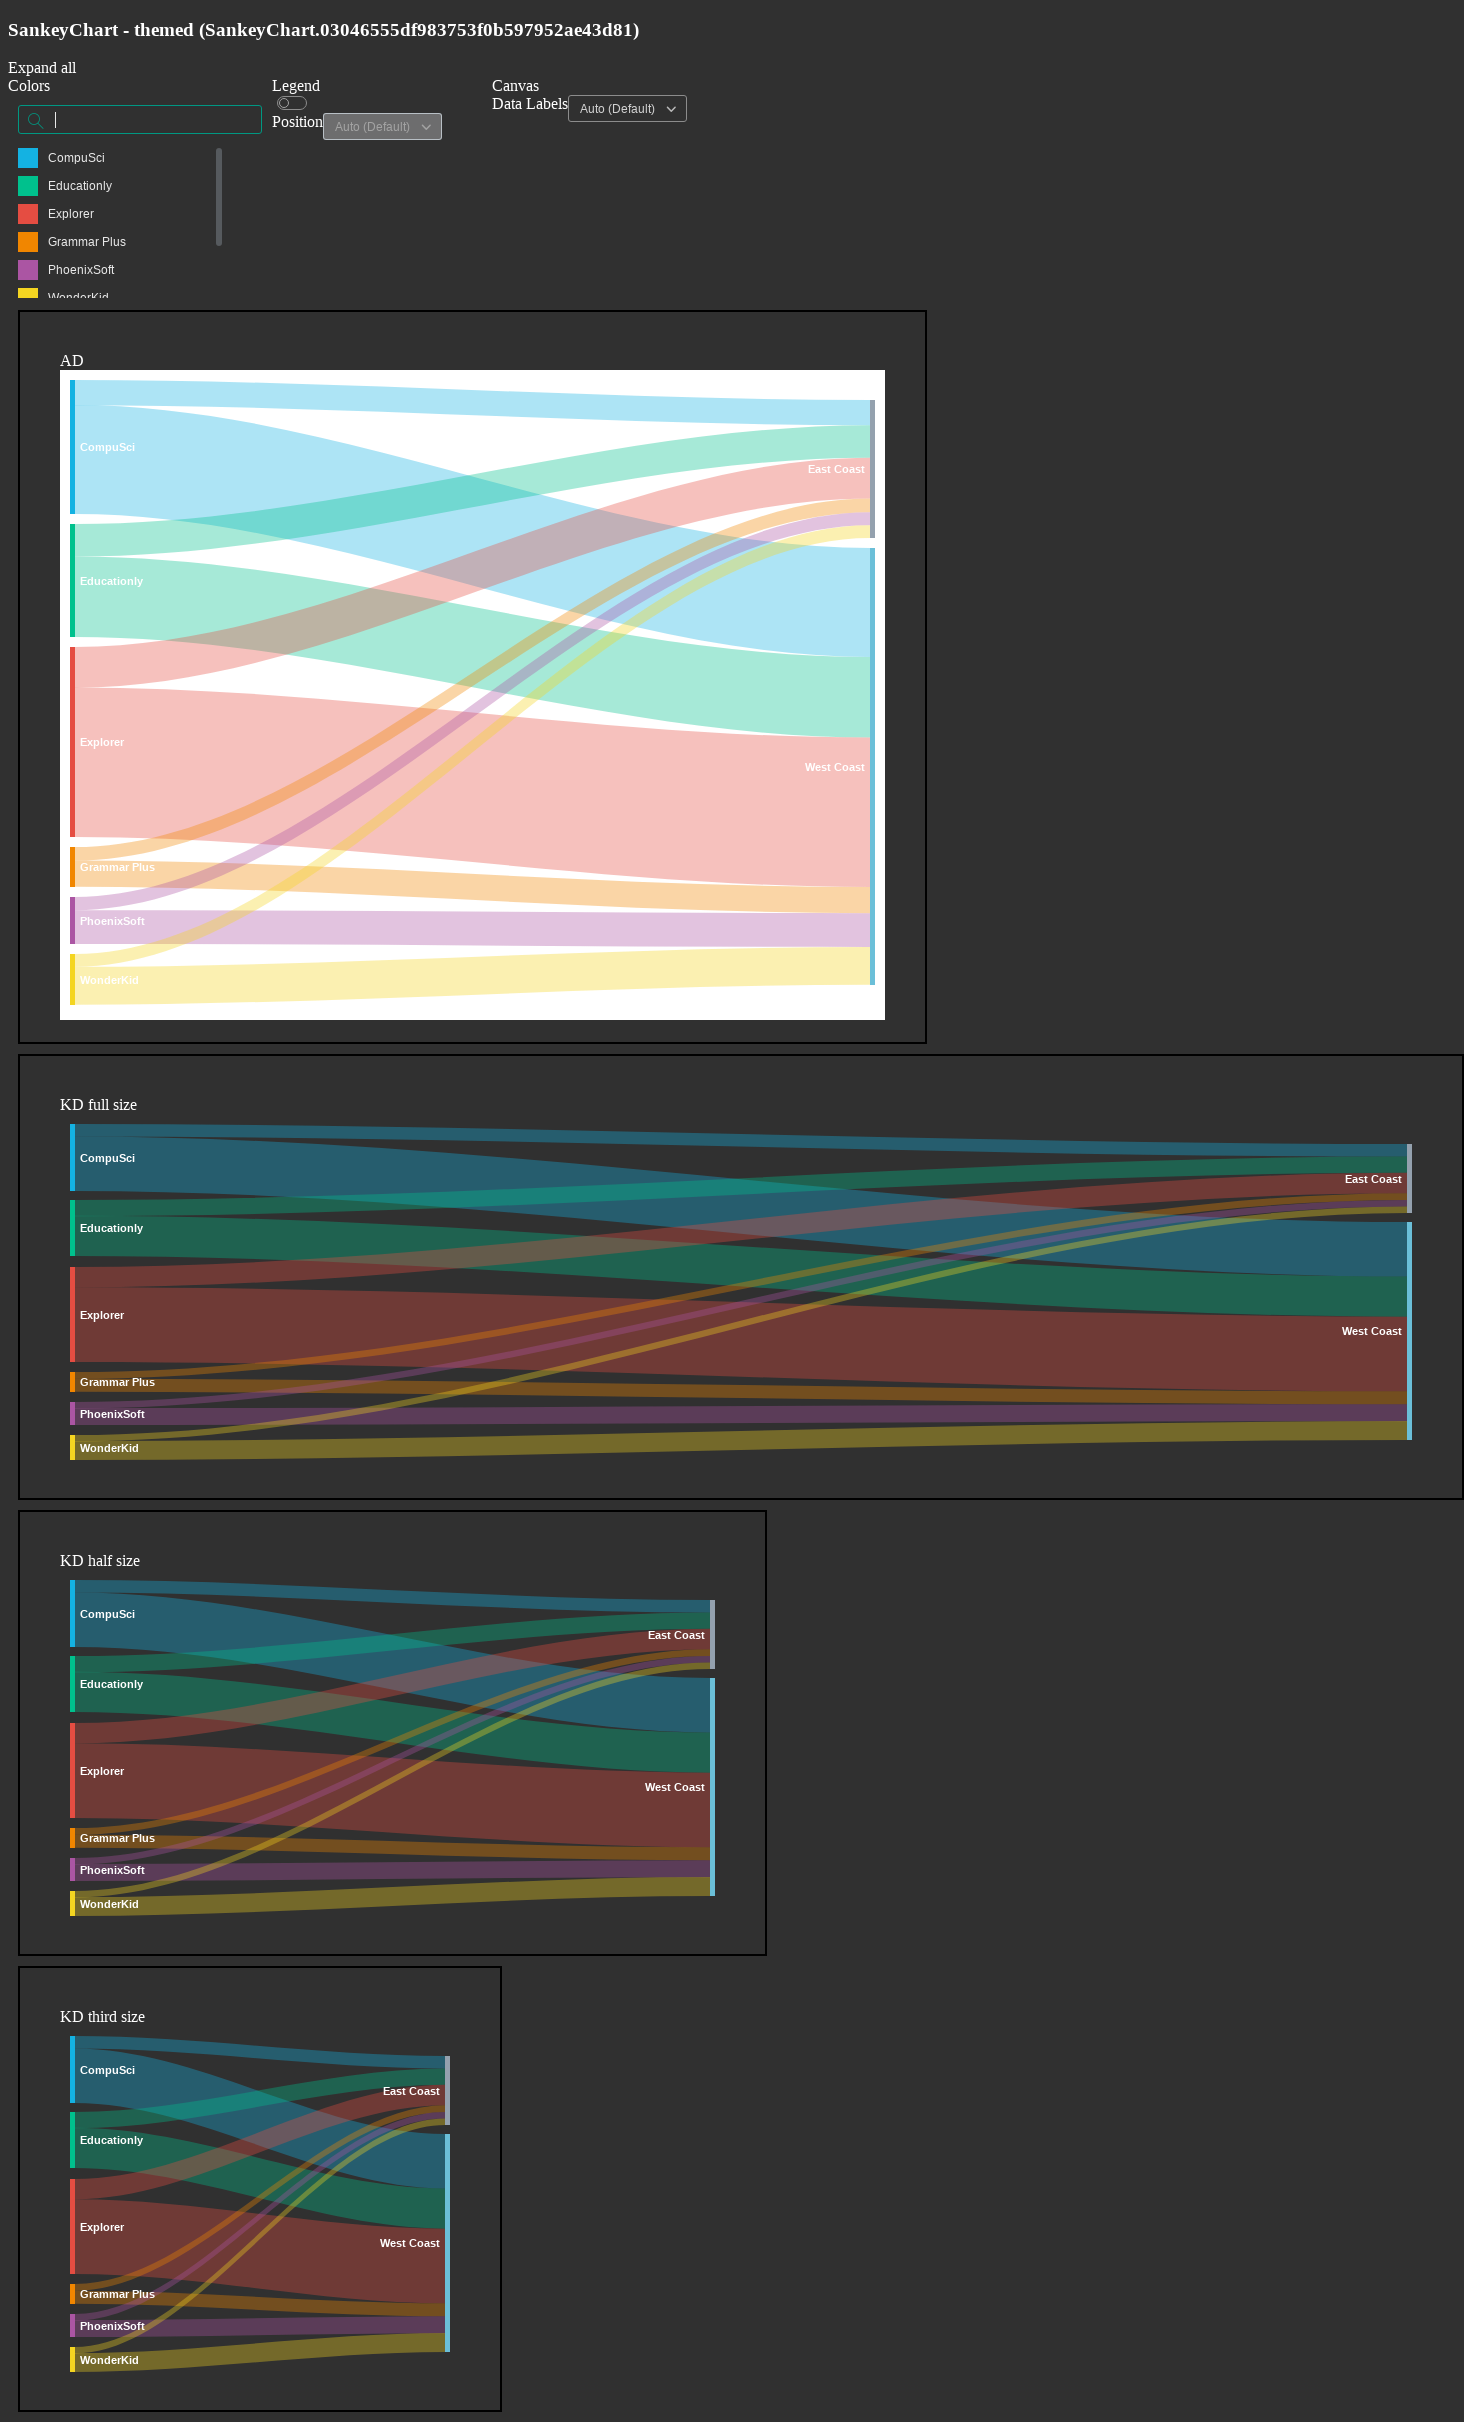 SankeyChart - themed (SankeyChart.03046555df983753f0b597952ae43d81)
Expand all
Colors
CompuSci
Educationly
Explorer
Grammar Plus
PhoenixSoft
WonderKid
Legend
Position Auto (Default)
Canvas
Data Labels Auto (Default)
AD
CompuSci
East Coast
Educationly
Explorer
West Coast
Grammar Plus
PhoenixSoft
WonderKid
KD full size
CompuSci
East Coast
Educationly
Explorer
West Coast
Grammar Plus
PhoenixSoft
WonderKid
KD half size
CompuSci
East Coast
Educationly
Explorer
West Coast
Grammar Plus
PhoenixSoft
WonderKid
KD third size
CompuSci
East Coast
Educationly
Explorer
West Coast
Grammar Plus
PhoenixSoft
WonderKid